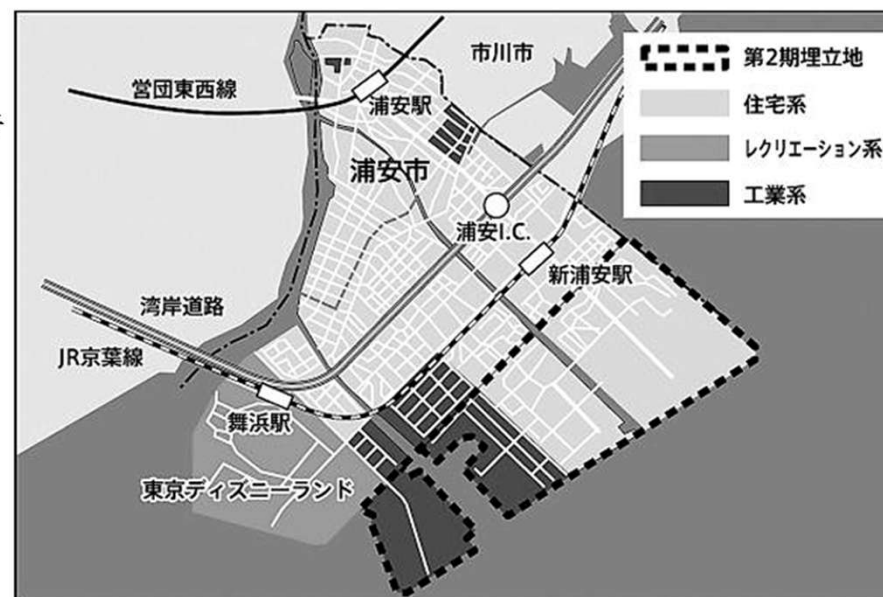 市川市
営団東西線
浦安駅
浦安市
浦安I.C.
新浦安駅
湾岸道路
JR京葉線
舞浜駅
東京ディズニーランド
第2期埋立地
住宅系
レクリエーション系
工業系